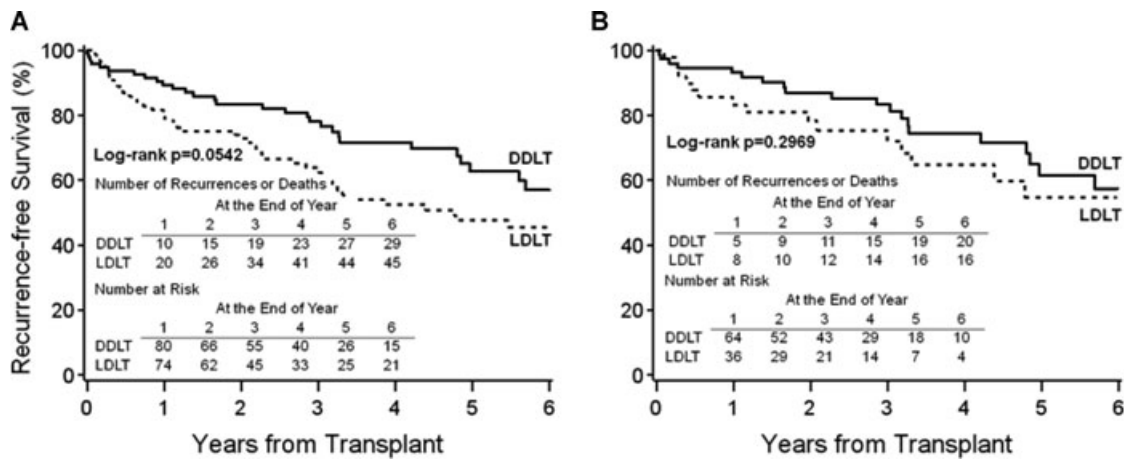 A
Recurrence-free Survival (%)
100
80
60
40
20
0
DDLT
LDLT
Log-rank p=0.0542
Number of Recurrences or Deaths
At the End of Year
1 2 3 4 5 6
DDLT 10 15 19 23 27 29
LDLT 20 26 34 41 44 45
Number at Risk
At the End of Year
1 2 3 4 5 6
DDLT 80 66 55 40 26 15
LDLT 74 62 45 33 25 21
0 1 2 3 4 5 6
Years from Transplant
B
100
80
60
40
20
0
DDLT
LDLT
Log-rank p=0.2969
Number of Recurrences or Deaths
At the End of Year
1 2 3 4 5 6
DDLT 5 9 11 15 19 20
LDLT 8 10 12 14 16 16
Number at Risk
At the End of Year
1 2 3 4 5 6
DDLT 64 52 43 29 18 10
LDLT 36 29 21 14 7 4
0 1 2 3 4 5 6
Years from Transplant